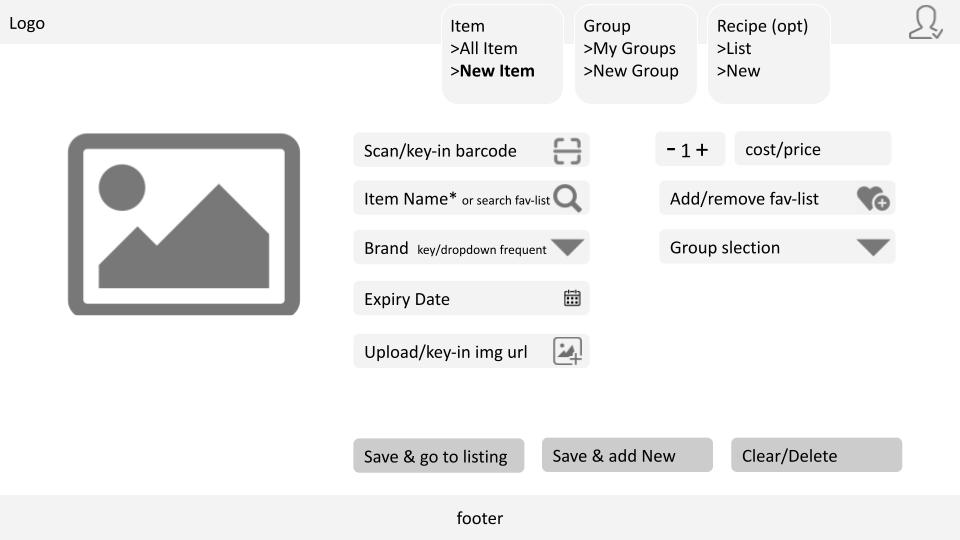 Logo
Item
>All Item
>New Item
Group
>My Groups
>New Group
Recipe (opt)
>List
>New
Scan/key-in barcode
- 1 +
cost/price
Item Name* or search fav-list
Add/remove fav-list
Brand key/dropdown frequent
Group slection
Expiry Date
Upload/key-in img url
Save & go to listing
Save & add New
Clear/Delete
footer